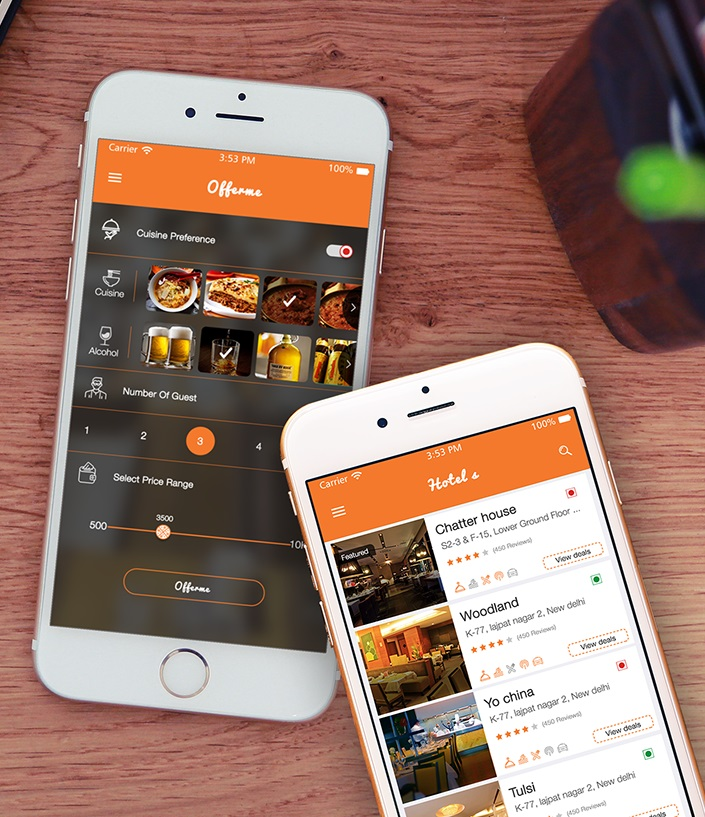 Carrier
3:53 PM
100%
Offerme
Cuisine Preference
Cuisine
Alcohol
Number Of Guest
1 2 3 4
Select Price Range
3500
500
Offerme
Carrier
3:53 PM
100%
Hotel s
Featured
Chatter house
S2-3 & F-15, Lower Ground Floor ...
(450 Reviews)
View deals
Woodland
K-77, lajpat nagar 2, New delhi
(450 Reviews)
View deals
Yo china
K-77, lajpat nagar 2, New delhi
(450 Reviews)
View deals
Tulsi
K-77, lajpat nagar 2, New delhi
(450 Reviews)
View deals